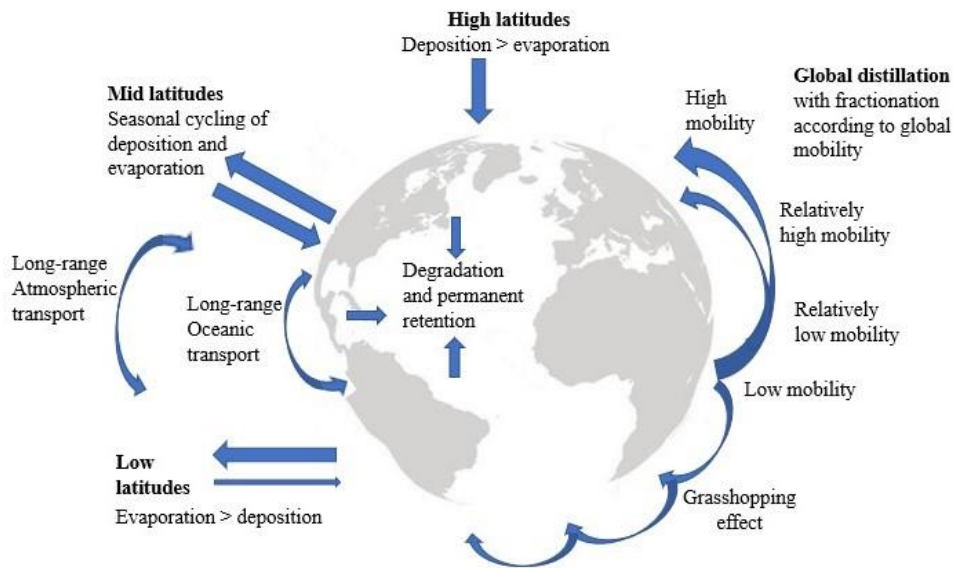 High latitudes
Deposition > evaporation
Mid latitudes
Seasonal cycling of
deposition and
evaporation
Global distillation
with fractionation
according to global
mobility
High
mobility
Relatively
high mobility
Long-range
Atmospheric
transport
Long-range
Oceanic
transport
Degradation
and permanent
retention
Relatively
low mobility
Low mobility
Low
latitudes
Evaporation > deposition
Grasshopping
effect